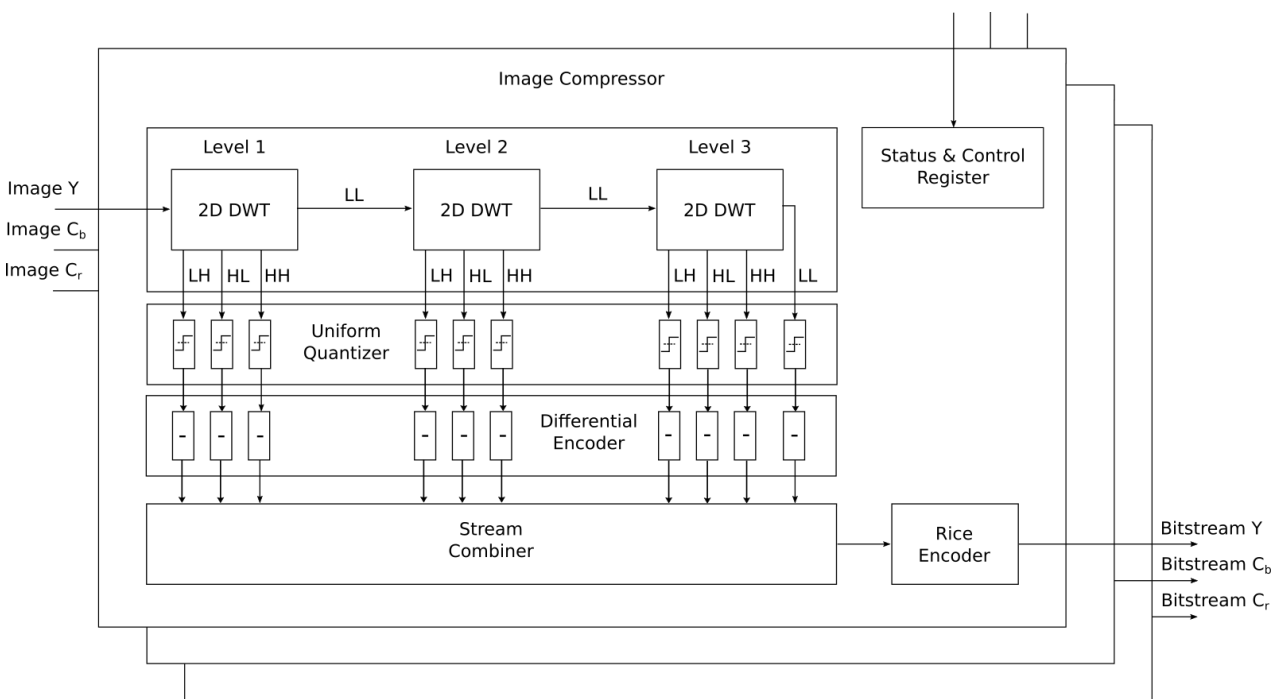 Image Compressor
Level 1
Level 2
Level 3
Status & Control
Register
Image Y
Image Cb
Image Cr
2D DWT
LL
2D DWT
LL
2D DWT
LH
HL
HH
LH
HL
HH
LH
HL
HH
LL
Uniform
Quantizer
Differential
Encoder
-
-
-
-
-
-
-
-
-
-
Stream
Combiner
Rice
Encoder
Bitstream Y
Bitstream Cb
Bitstream Cr